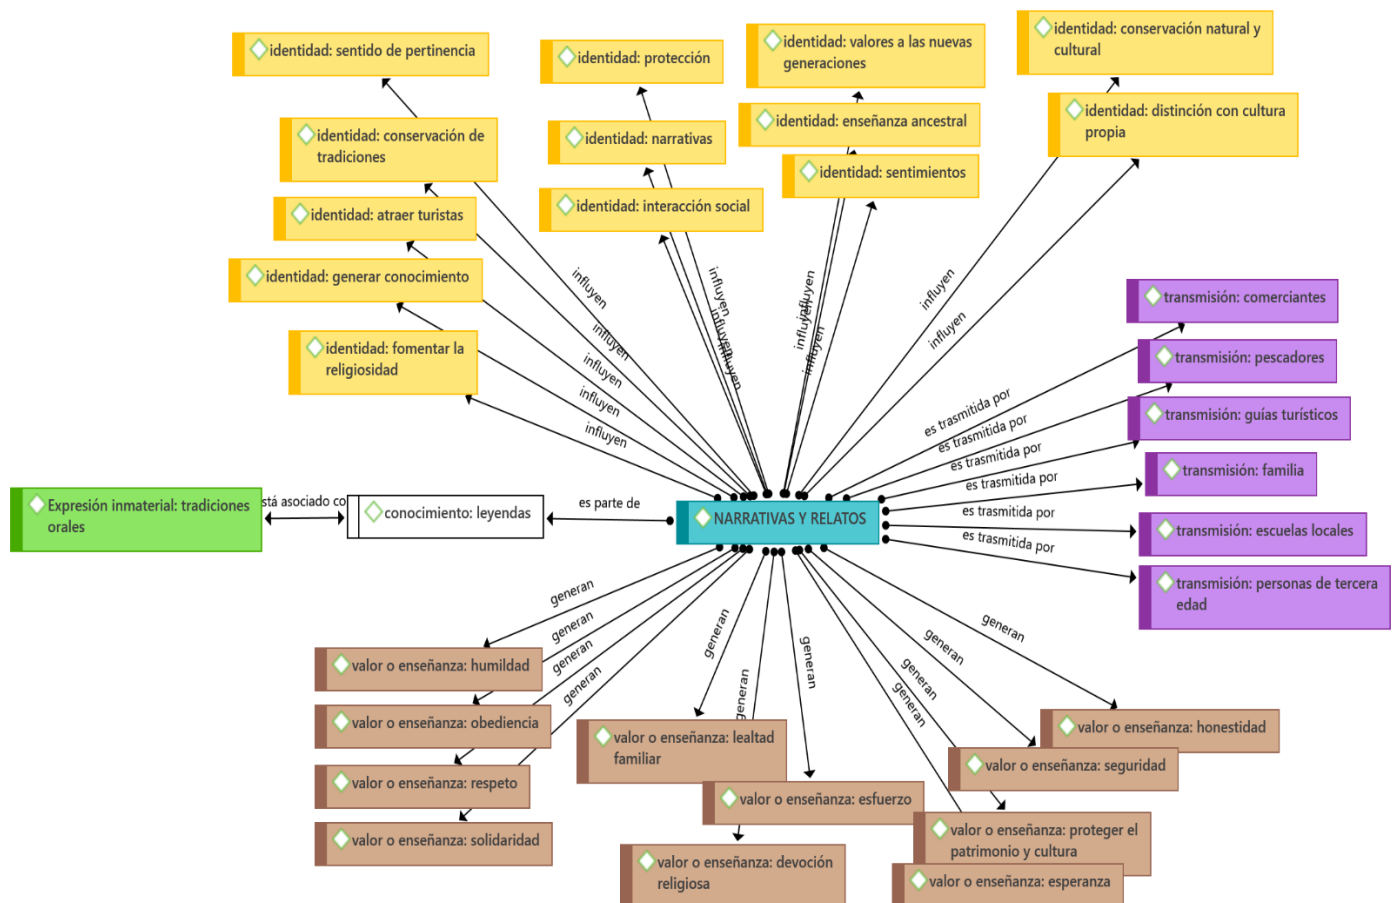 identidad: sentido de pertinencia
identidad: protección
identidad: valores a las nuevas
generaciones
identidad: conservación natural y
cultural
identidad: conservación de
tradiciones
identidad: narrativas
identidad: enseñanza ancestral
identidad: distinción con cultura
propia
identidad: atraer turistas
identidad: interacción social
identidad: sentimientos
identidad: generar conocimiento
identidad: fomentar la
religiosidad
influyen
influyen
influyen
influyen
influyen
influyen
influyen
influyen
influyen
influyen
influyen
influyen
influyen
transmisión: comerciantes
transmisión: pescadores
transmisión: guías turísticos
transmisión: familia
transmisión: escuelas locales
transmisión: personas de tercera
edad
es trasmitida por
es trasmitida por
es trasmitida por
es trasmitida por
es trasmitida por
es trasmitida por
Expresión inmaterial: tradiciones
orales
stá asociado co
conocimiento: leyendas
es parte de
NARRATIVAS Y RELATOS
generan
generan
generan
generan
generan
generan
generan
generan
generan
generan
generan
valor o enseñanza: humildad
valor o enseñanza: obediencia
valor o enseñanza: respeto
valor o enseñanza: solidaridad
valor o enseñanza: lealtad
familiar
valor o enseñanza: esfuerzo
valor o enseñanza: devoción
religiosa
valor o enseñanza: honestidad
valor o enseñanza: seguridad
valor o enseñanza: proteger el
patrimonio y cultura
valor o enseñanza: esperanza